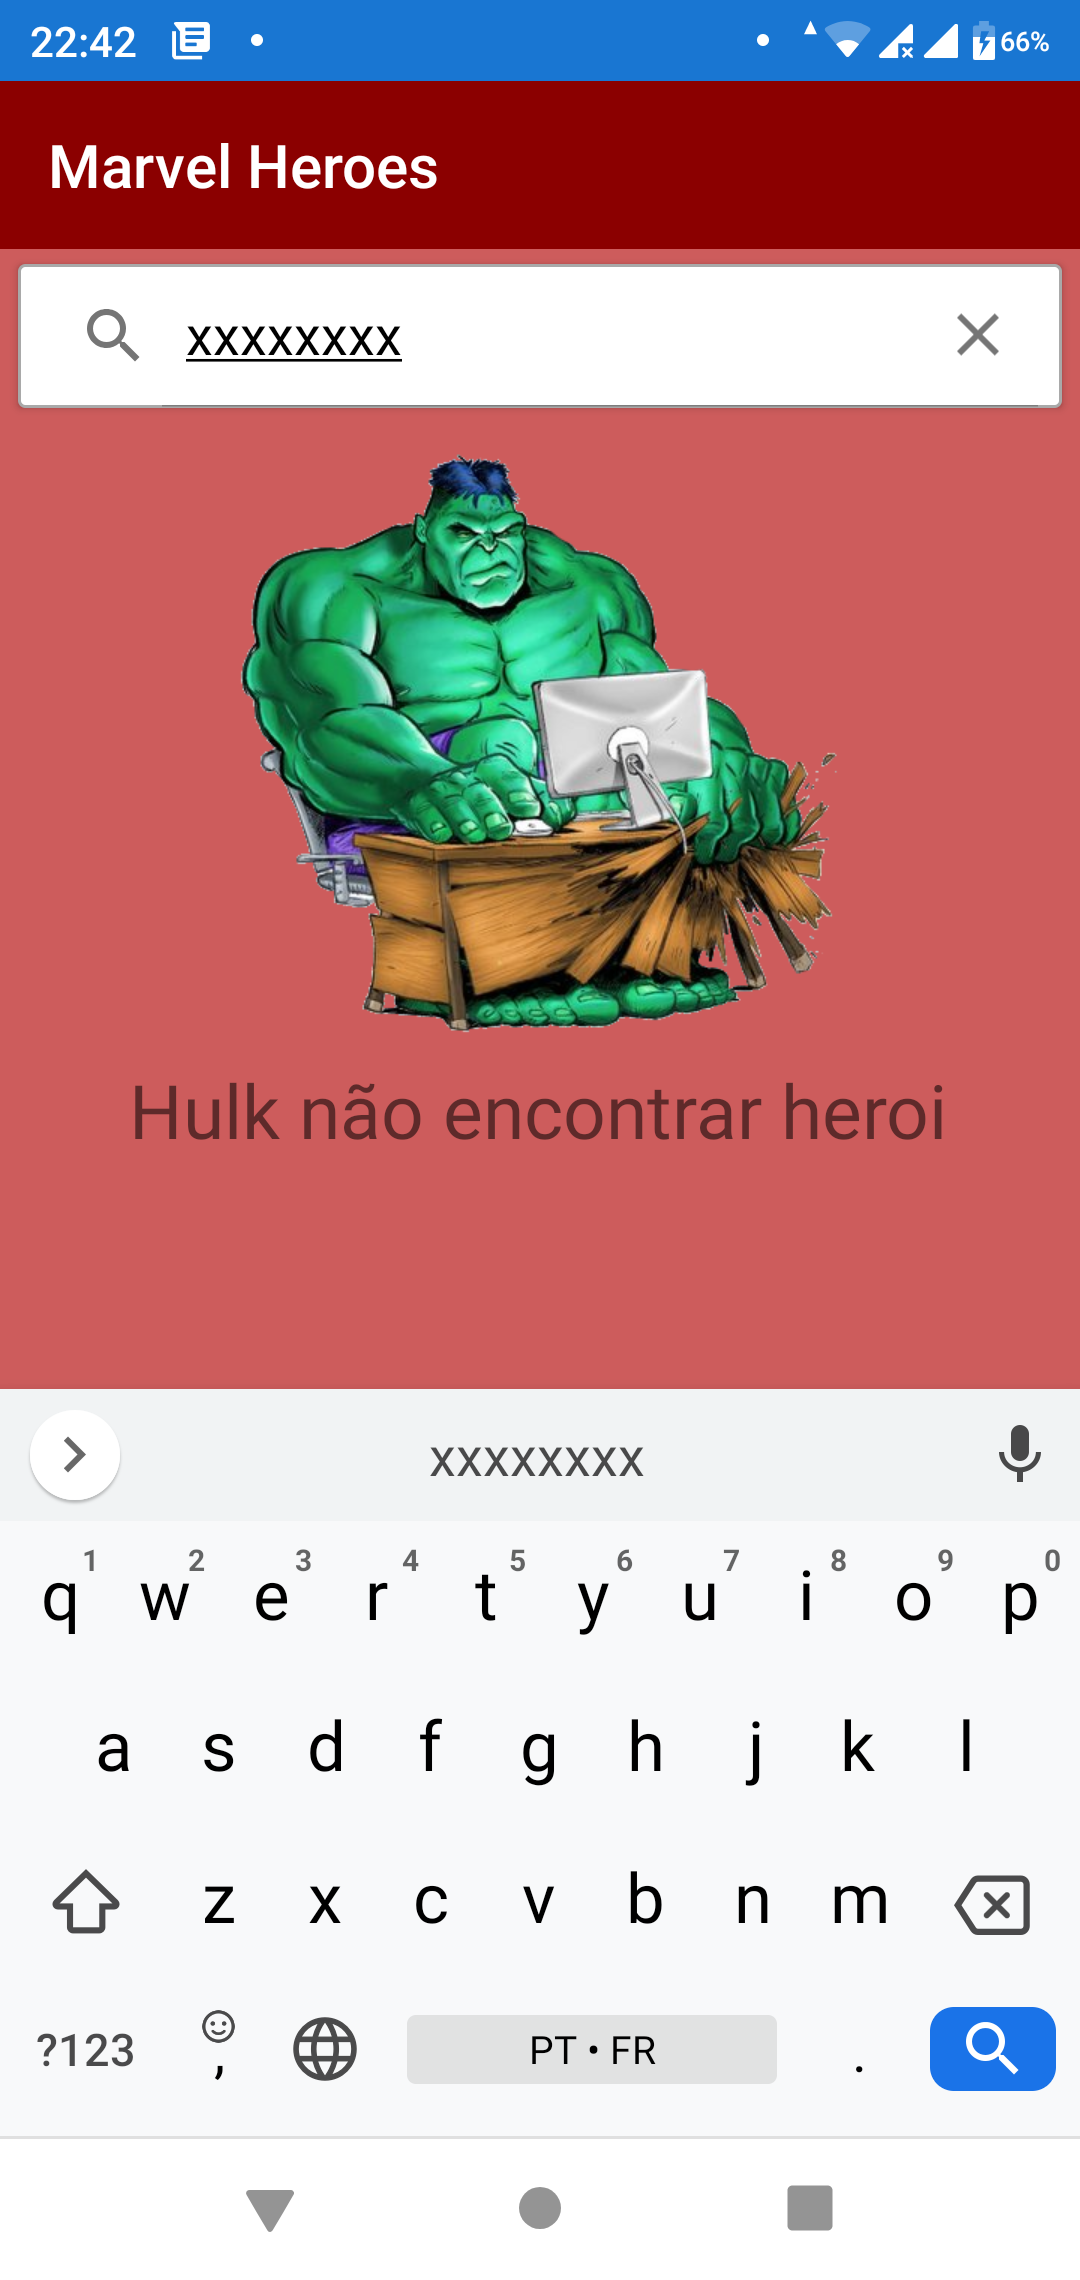 22:42 66%
Marvel Heroes
xxxxxxxx
Hulk não encontrar heroi
xxxxxxxx
1 2 3 4 5 6 7 8 9 0
q w e r t y u i o p
a s d f g h j k l
z x c v b n m
?123 , PT • FR .